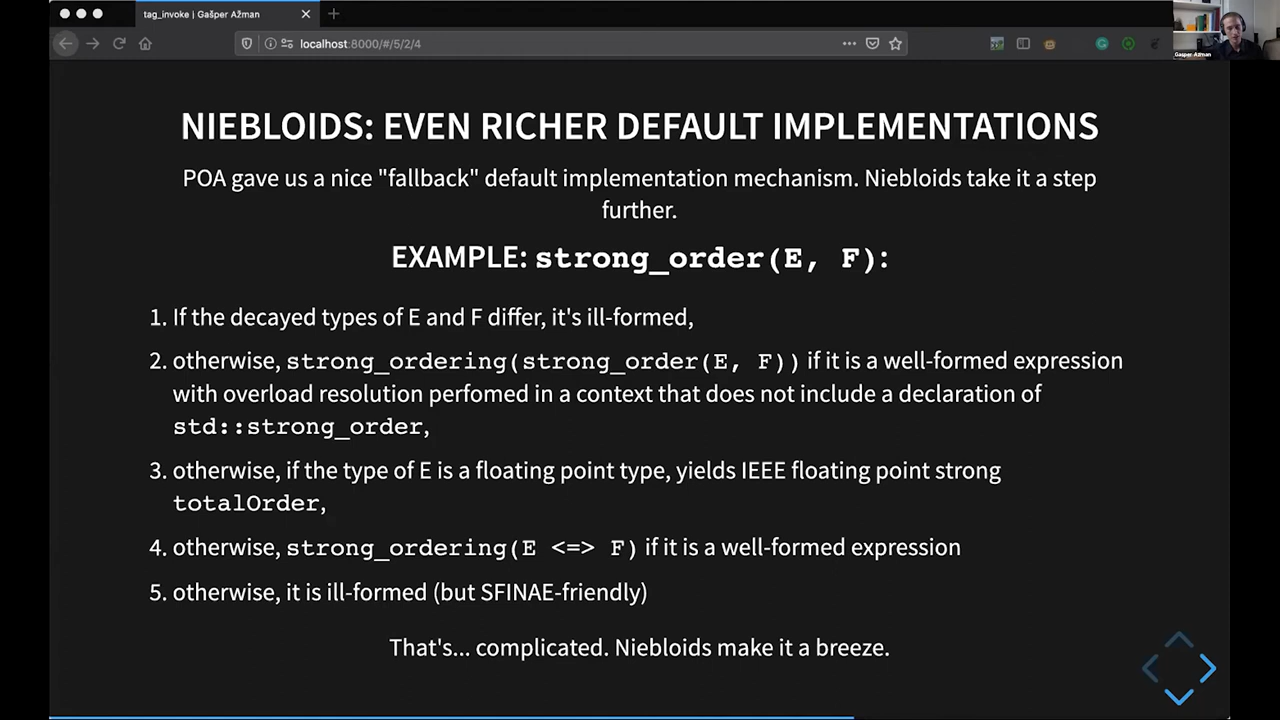 tag_invoke | Gašper Ažman
localhost:8000/#/5/2/4
Gašper Ažman
NIEBLOIDS: EVEN RICHER DEFAULT IMPLEMENTATIONS
POA gave us a nice "fallback" default implementation mechanism. Niebloids take it a step
further.
EXAMPLE: strong_order(E, F):
1. If the decayed types of E and F differ, it's ill-formed,
2. otherwise, strong_ordering(strong_order(E, F)) if it is a well-formed expression
with overload resolution perfomed in a context that does not include a declaration of
std::strong_order,
3. otherwise, if the type of E is a floating point type, yields IEEE floating point strong
totalOrder,
4. otherwise, strong_ordering(E <=> F) if it is a well-formed expression
5. otherwise, it is ill-formed (but SFINAE-friendly)
That's... complicated. Niebloids make it a breeze.